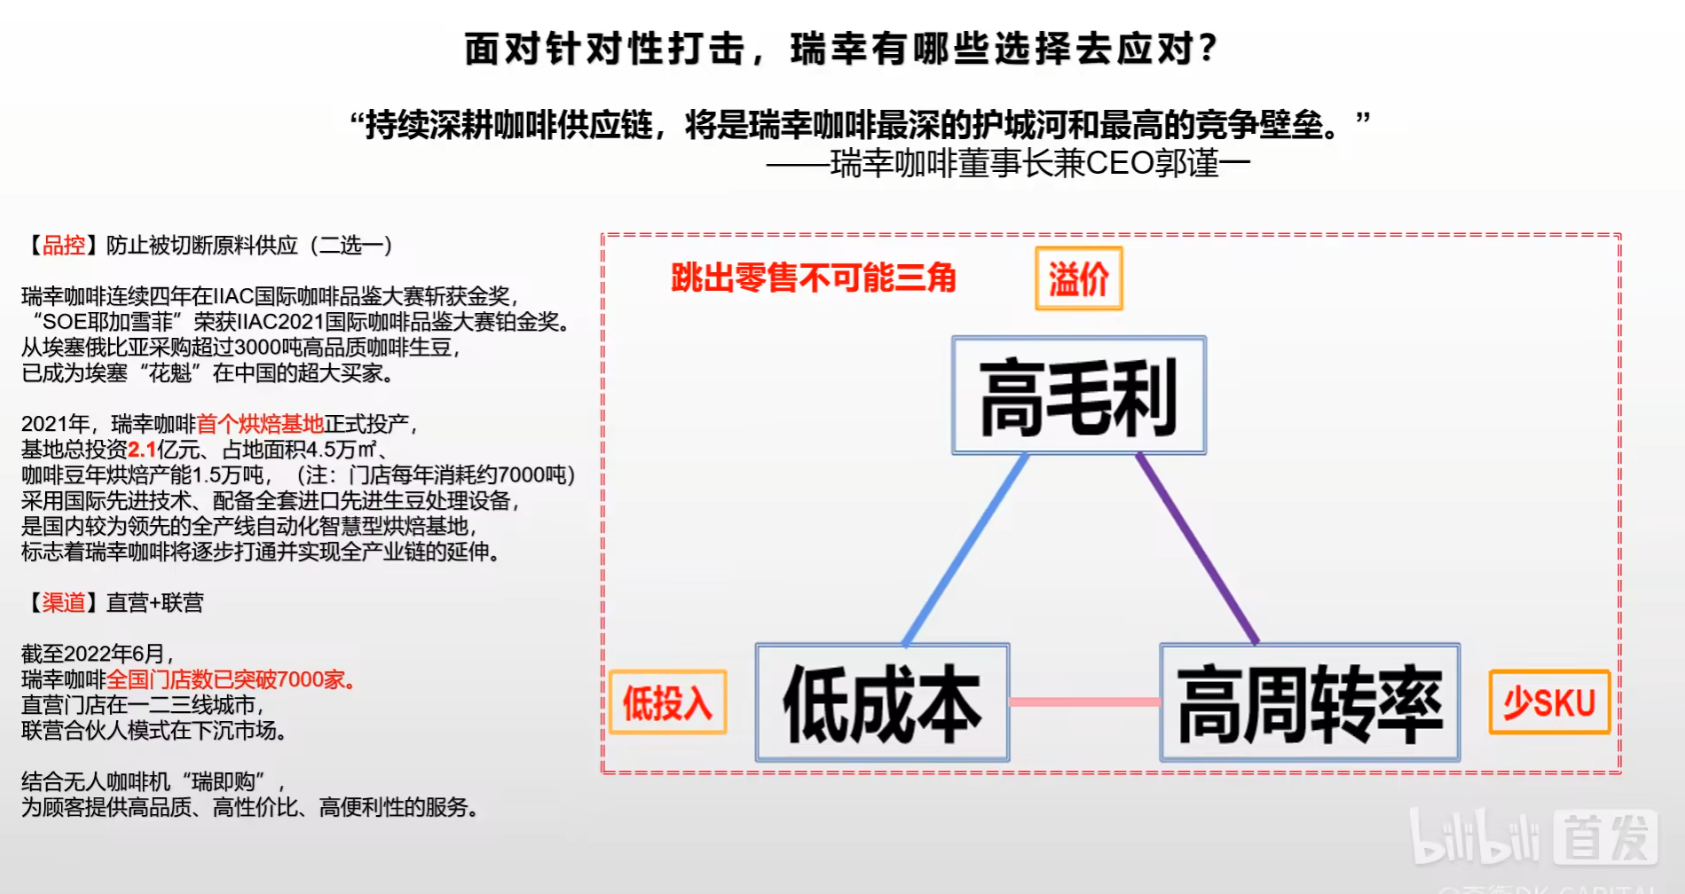 面对针对性打击，瑞幸有哪些选择去应对？
“持续深耕咖啡供应链，将是瑞幸咖啡最深的护城河和最高的竞争壁垒。”
——瑞幸咖啡董事长兼CEO郭谨一
【品控】防止被切断原料供应（二选一）
瑞幸咖啡连续四年在IIAC国际咖啡品鉴大赛斩获金奖，
“SOE耶加雪菲”荣获IIAC2021国际咖啡品鉴大赛铂金奖。
从埃塞俄比亚采购超过3000吨高品质咖啡生豆，
已成为埃塞“花魁”在中国的超大买家。
2021年，瑞幸咖啡首个烘焙基地正式投产，
基地总投资2.1亿元、占地面积4.5万㎡、
咖啡豆年烘焙产能1.5万吨，（注：门店每年消耗约7000吨）
采用国际先进技术、配备全套进口先进生豆处理设备，
是国内较为领先的全产线自动化智慧型烘焙基地，
标志着瑞幸咖啡将逐步打通并实现全产业链的延伸。
【渠道】直营+联营
截至2022年6月，
瑞幸咖啡全国门店数已突破7000家。
直营门店在一二三线城市，
联营合伙人模式在下沉市场。
结合无人咖啡机“瑞即购”，
为顾客提供高品质、高性价比、高便利性的服务。
跳出零售不可能三角
溢价
高毛利
低投入
低成本
高周转率
少SKU
bilibili 首发